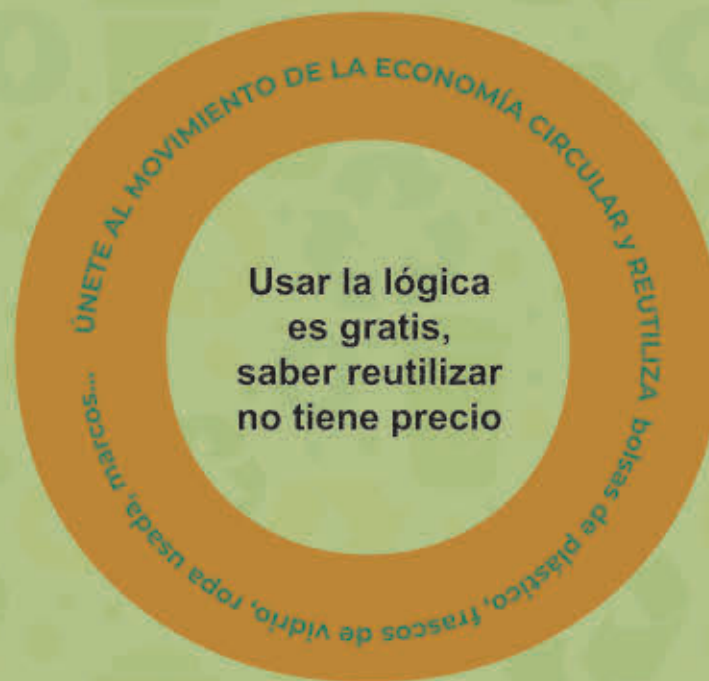 ÚNETE AL MOVIMIENTO DE LA ECONOMÍA CIRCULAR y REUTILIZA bolsas de plástico, frascos de vidrio, ropa usada, marcos...
Usar la lógica
es gratis,
saber reutilizar
no tiene precio